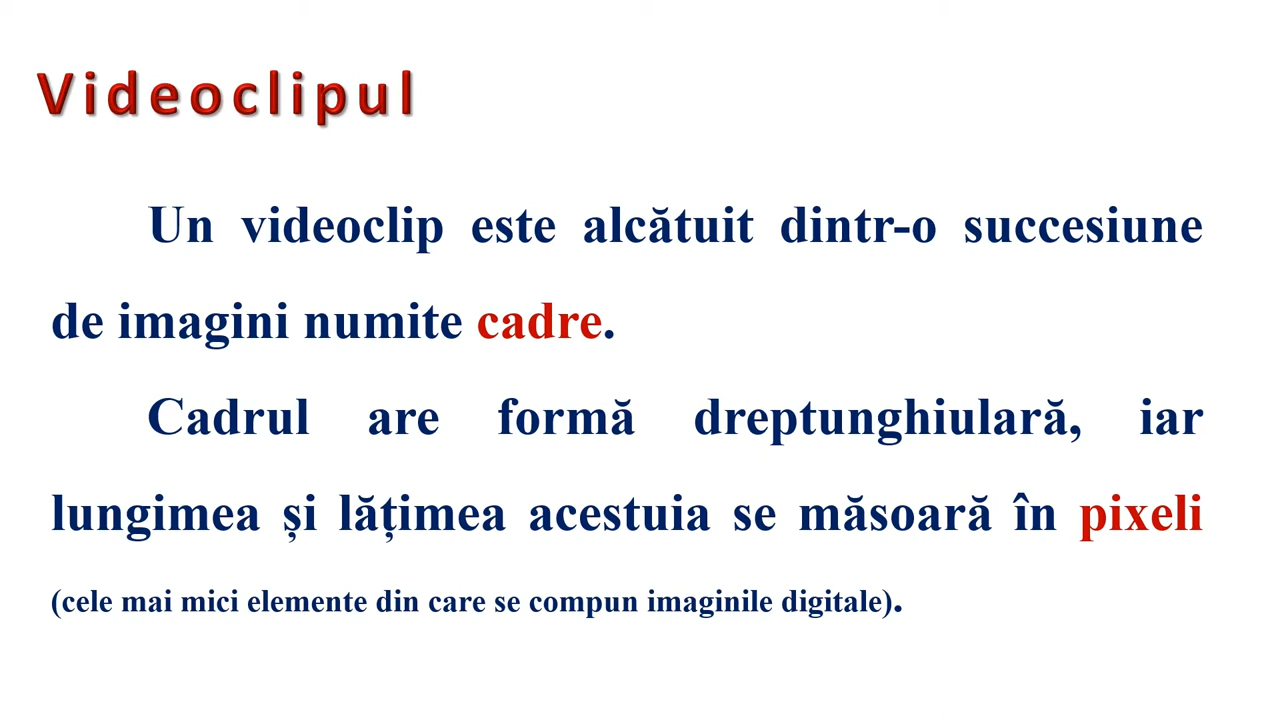 Videoclipul
Un videoclip este alcătuit dintr-o succesiune
de imagini numite cadre.
Cadrul are formă dreptunghiulară, iar
lungimea și lățimea acestuia se măsoară în pixeli
(cele mai mici elemente din care se compun imaginile digitale).